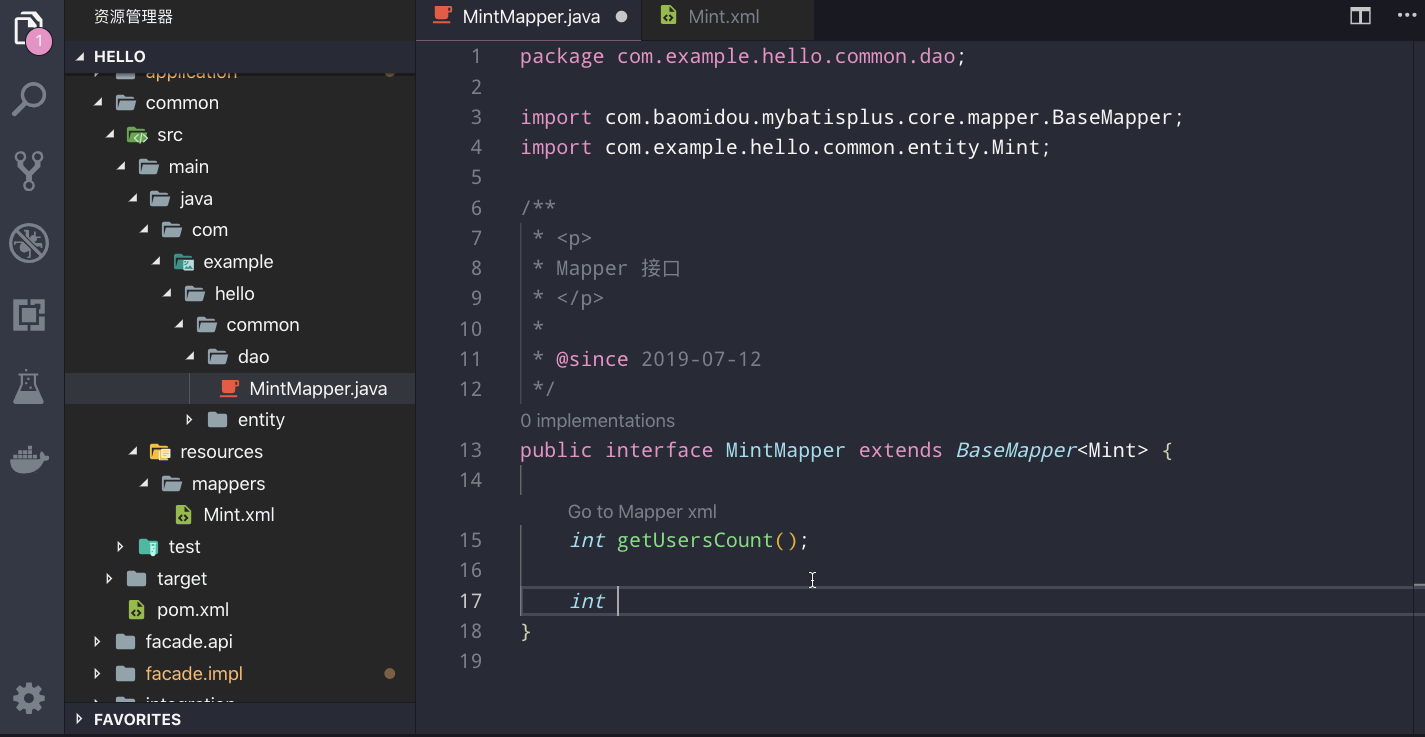 资源管理器
1
HELLO
application
common
src
main
java
com
example
hello
common
dao
MintMapper.java
entity
resources
mappers
Mint.xml
test
target
pom.xml
facade.api
facade.impl
integration
FAVORITES
MintMapper.java
Mint.xml
1 package com.example.hello.common.dao;
2
3 import com.baomidou.mybatisplus.core.mapper.BaseMapper;
4 import com.example.hello.common.entity.Mint;
5
6 /**
7 * <p>
8 * Mapper 接口
9 * </p>
10 *
11 * @since 2019-07-12
12 */
0 implementations
13 public interface MintMapper extends BaseMapper<Mint> {
14
Go to Mapper xml
15 int getUsersCount();
16
17 int
18 }
19